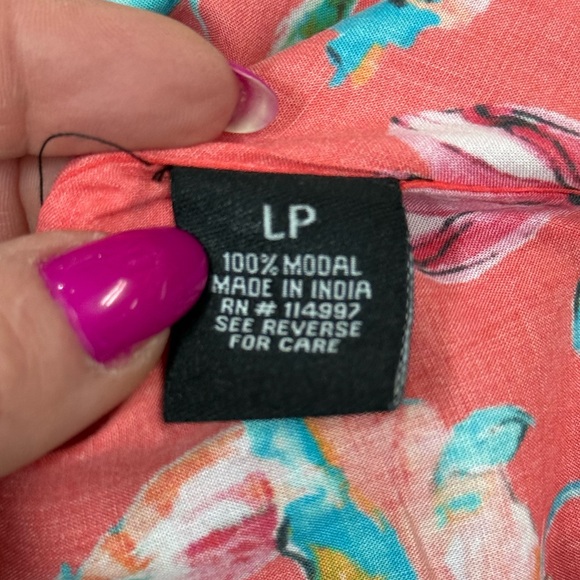 LP
100% MODAL
MADE IN INDIA
RN # 114997
SEE REVERSE
FOR CARE